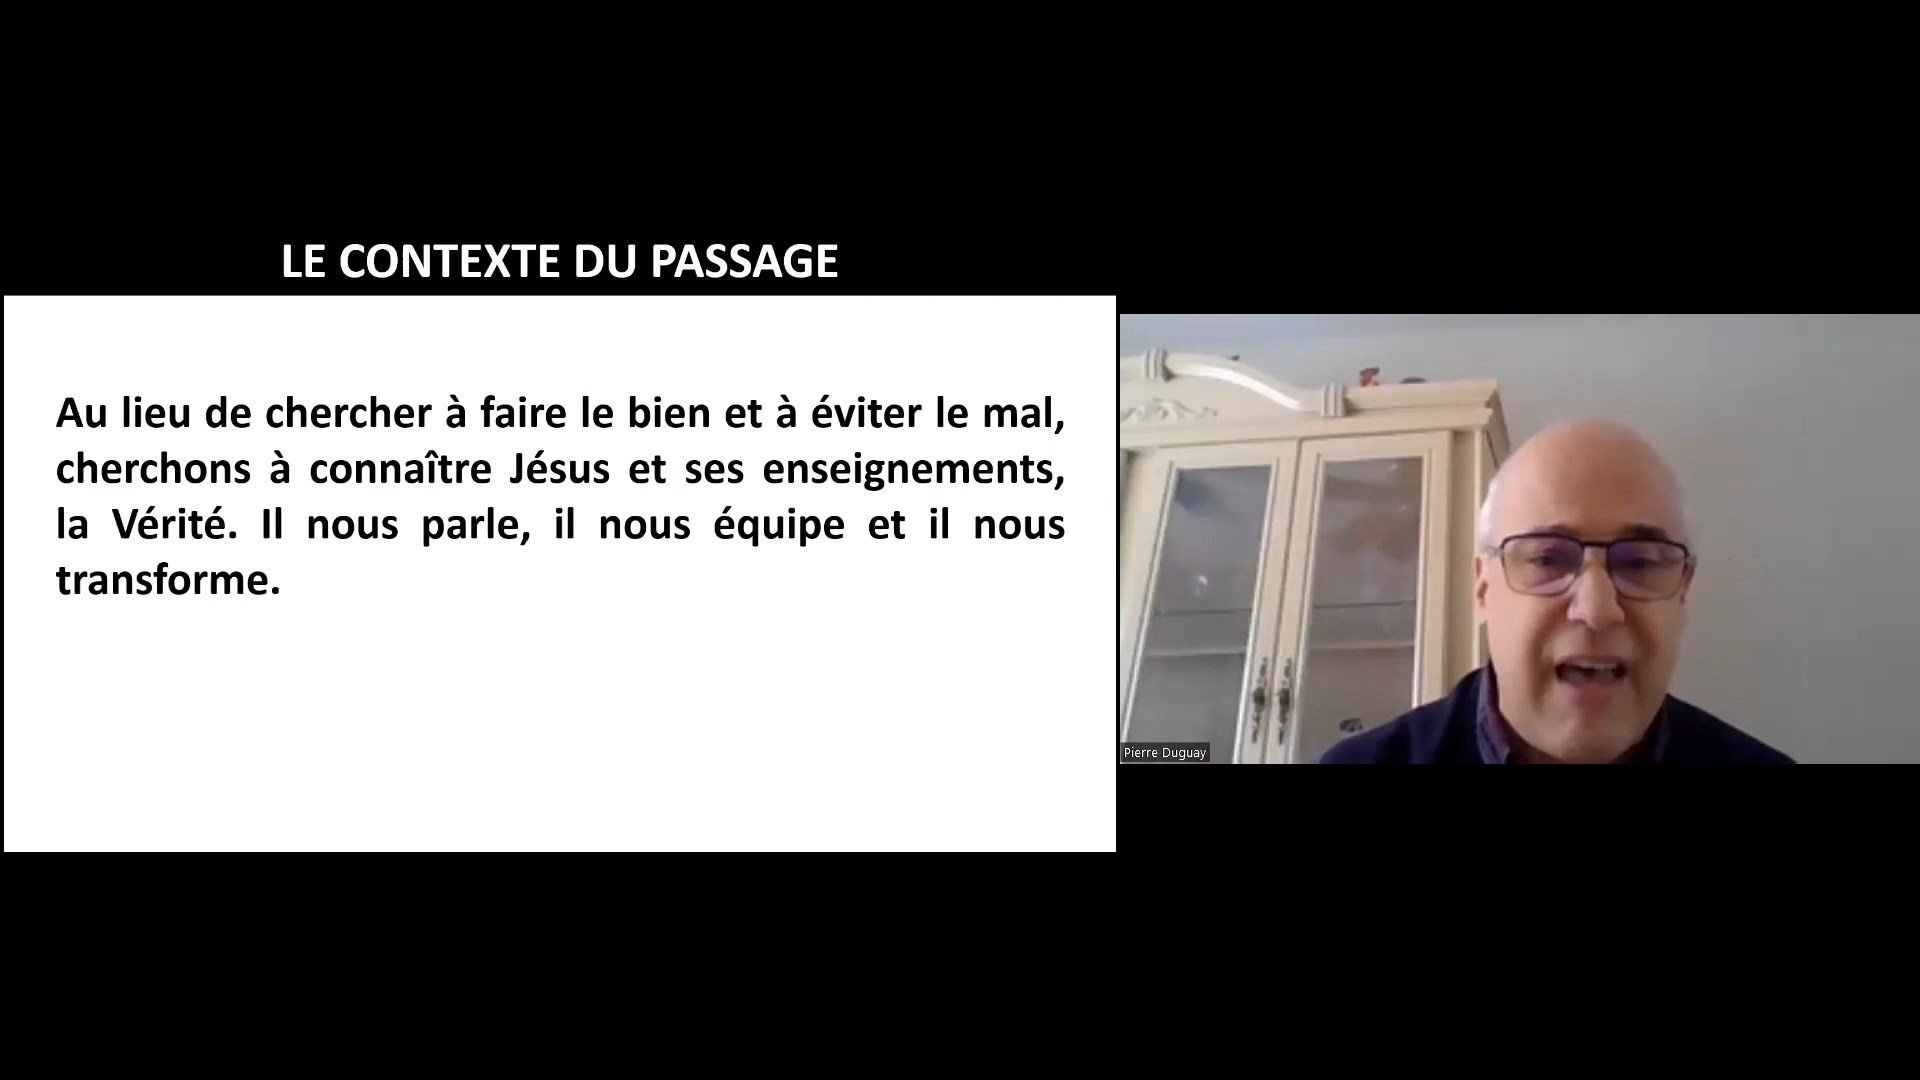 LE CONTEXTE DU PASSAGE
Au lieu de chercher à faire le bien et à éviter le mal,
cherchons à connaître Jésus et ses enseignements,
la Vérité. Il nous parle, il nous équipe et il nous
transforme.
Pierre Duguay